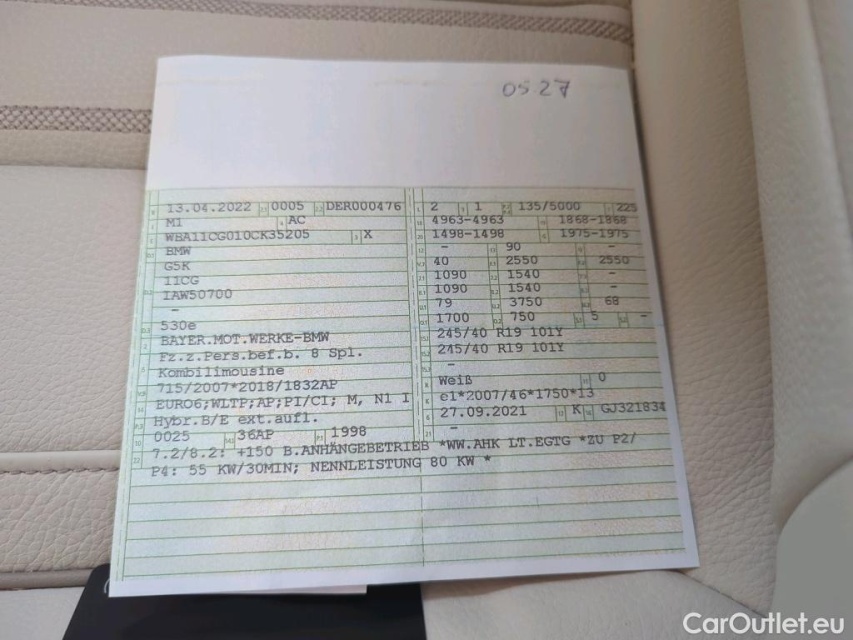 05 27
13.04.2022 0005 DER000476
M1 AC
WBA11CG010CK35205 X
BMW
G5K
11CG
1AW50700
-
530e
BAYER.MOT.WERKE-BMW
Fz.z.Pers.bef.b. 8 Spl.
Kombilimousine
715/2007*2018/1832AP
EURO6;WLTP;AP;PI/CI; M, N1 I
Hybr.B/E ext.aufl.
0025 36AP 1998
2 1 135/5000 225
4963-4963 1868-1868
1498-1498 1975-1975
- 90 -
40 2550 2550
1090 1540 -
1090 1540 -
79 3750 68
1700 750 5 -
245/40 R19 101Y
245/40 R19 101Y
-
Weiß 0
e1*2007/46*1750*13
27.09.2021 K GJ321834
-
7.2/8.2: +150 B.ANHÄNGEBETRIEB *WW.AHK LT.EGTG *ZU P2/
P4: 55 KW/30MIN; NENNLEISTUNG 80 KW *
CarOutlet.eu